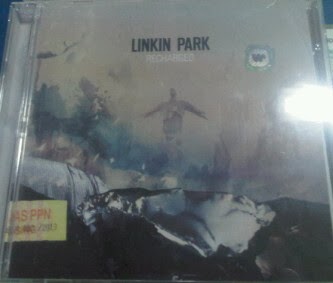 LINKIN PARK
RECHARGED
AS PPN